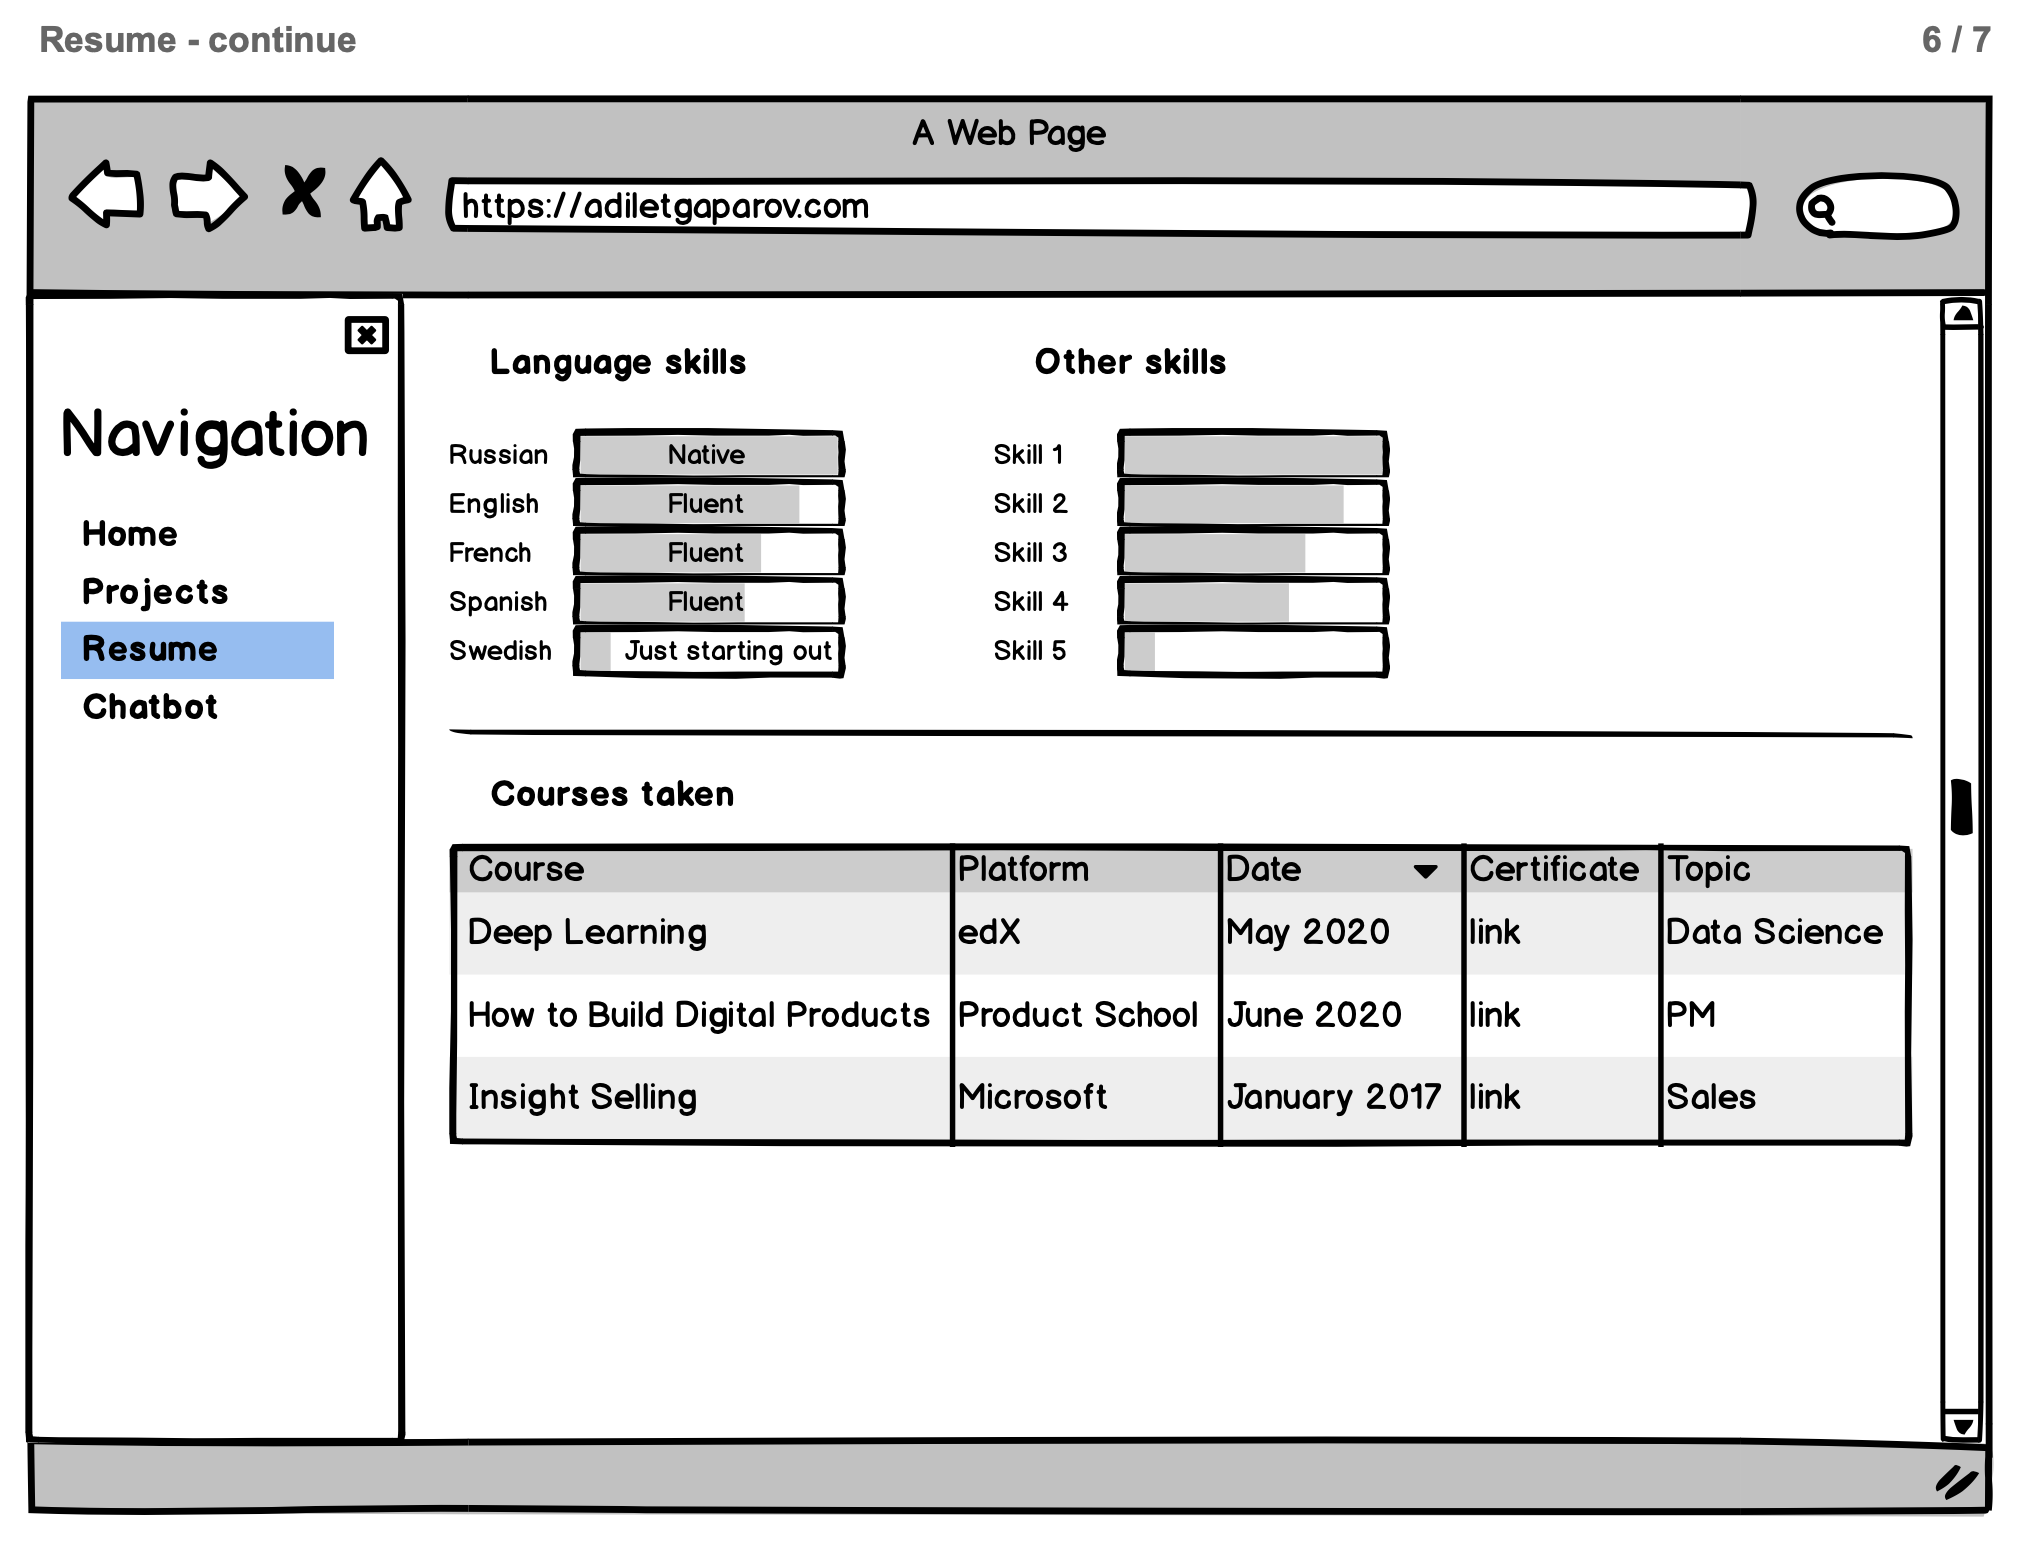 Resume - continue
6 / 7
A Web Page
https://adiletgaparov.com
Navigation
Home
Projects
Resume
Chatbot
Language skills
Russian Native
English Fluent
French Fluent
Spanish Fluent
Swedish Just starting out
Other skills
Skill 1
Skill 2
Skill 3
Skill 4
Skill 5
Courses taken
Course Platform Date Certificate Topic
Deep Learning edX May 2020 link Data Science
How to Build Digital Products Product School June 2020 link PM
Insight Selling Microsoft January 2017 link Sales